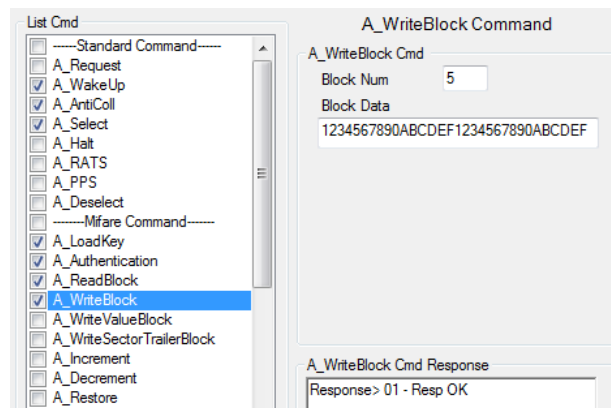 List Cmd
------Standard Command------
A_Request
A_WakeUp
A_AntiColl
A_Select
A_Halt
A_RATS
A_PPS
A_Deselect
--------Mifare Command-------
A_LoadKey
A_Authentication
A_ReadBlock
A_WriteBlock
A_WriteValueBlock
A_WriteSectorTrailerBlock
A_Increment
A_Decrement
A_Restore
A_WriteBlock Command
A_WriteBlock Cmd
Block Num 5
Block Data
1234567890ABCDEF1234567890ABCDEF
A_WriteBlock Cmd Response
Response> 01 - Resp OK